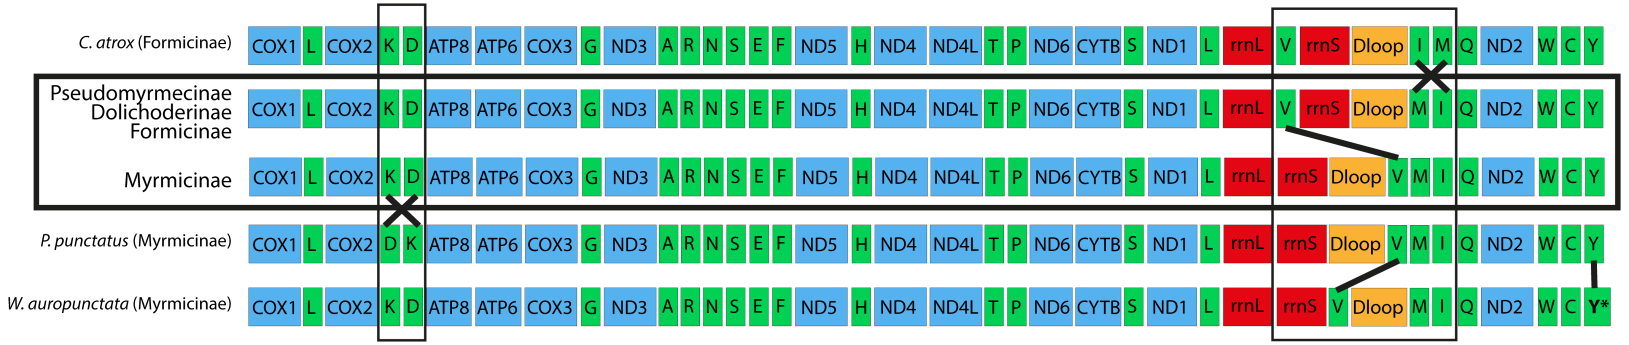 C. atrox (Formicinae) COX1 L COX2 K D ATP8 ATP6 COX3 G ND3 A R N S E F ND5 H ND4 ND4L T P ND6 CYTB S ND1 L rrnL V rrnS Dloop I M Q ND2 W C Y
Pseudomyrmecinae
Dolichoderinae COX1 L COX2 K D ATP8 ATP6 COX3 G ND3 A R N S E F ND5 H ND4 ND4L T P ND6 CYTB S ND1 L rrnL V rrnS Dloop M I Q ND2 W C Y
Formicinae
Myrmicinae COX1 L COX2 K D ATP8 ATP6 COX3 G ND3 A R N S E F ND5 H ND4 ND4L T P ND6 CYTB S ND1 L rrnL rrnS Dloop V M I Q ND2 W C Y
P. punctatus (Myrmicinae) COX1 L COX2 D K ATP8 ATP6 COX3 G ND3 A R N S E F ND5 H ND4 ND4L T P ND6 CYTB S ND1 L rrnL rrnS Dloop V M I Q ND2 W C Y
W. auropunctata (Myrmicinae) COX1 L COX2 K D ATP8 ATP6 COX3 G ND3 A R N S E F ND5 H ND4 ND4L T P ND6 CYTB S ND1 L rrnL rrnS V Dloop M I Q ND2 W C Y*